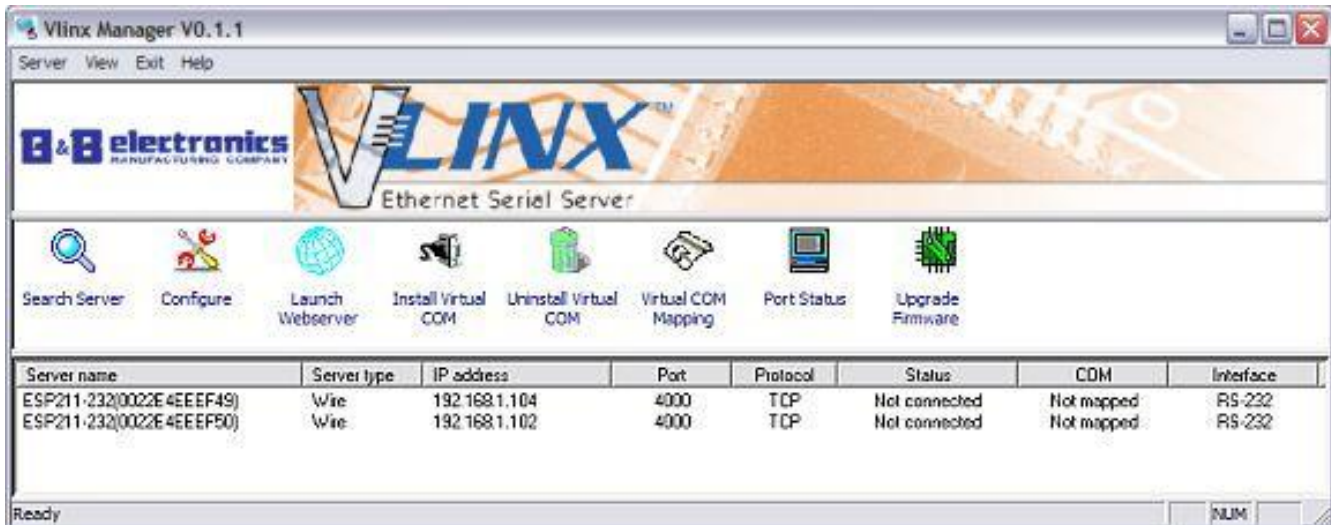 Vlinx Manager V0.1.1
Server View Exit Help
B&B electronics
MANUFACTURING COMPANY
VLINX™
Ethernet Serial Server
Search Server Configure Launch Webserver Install Virtual COM Uninstall Virtual COM Virtual COM Mapping Port Status Upgrade Firmware
Server name Server type IP address Port Protocol Status COM Interface
ESP211-232(0022E4EEEF49) Wire 192.168.1.104 4000 TCP Not connected Not mapped RS-232
ESP211-232(0022E4EEEF50) Wire 192.168.1.102 4000 TCP Not connected Not mapped RS-232
Ready NUM